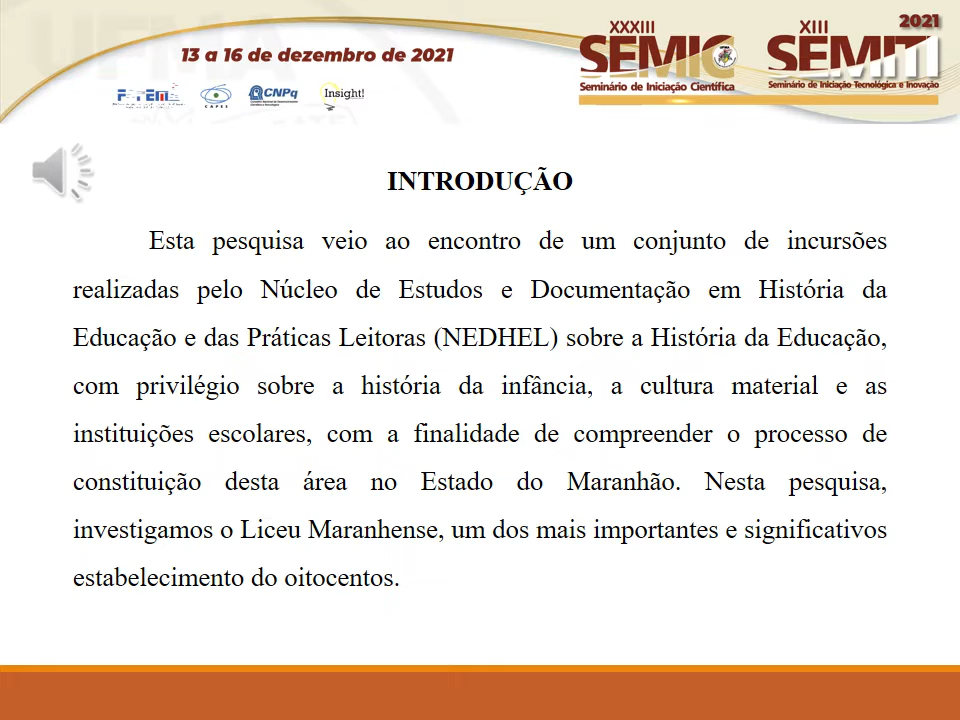 UFMA
13 a 16 de dezembro de 2021
FAPEMA
CAPES
CNPq
Insight!
XXXIII
SEMIC
Seminário de Iniciação Científica
2021
XIII
SEMITI
Seminário de Iniciação Tecnológica e Inovação
INTRODUÇÃO
Esta pesquisa veio ao encontro de um conjunto de incursões
realizadas pelo Núcleo de Estudos e Documentação em História da
Educação e das Práticas Leitoras (NEDHEL) sobre a História da Educação,
com privilégio sobre a história da infância, a cultura material e as
instituições escolares, com a finalidade de compreender o processo de
constituição desta área no Estado do Maranhão. Nesta pesquisa,
investigamos o Liceu Maranhense, um dos mais importantes e significativos
estabelecimento do oitocentos.